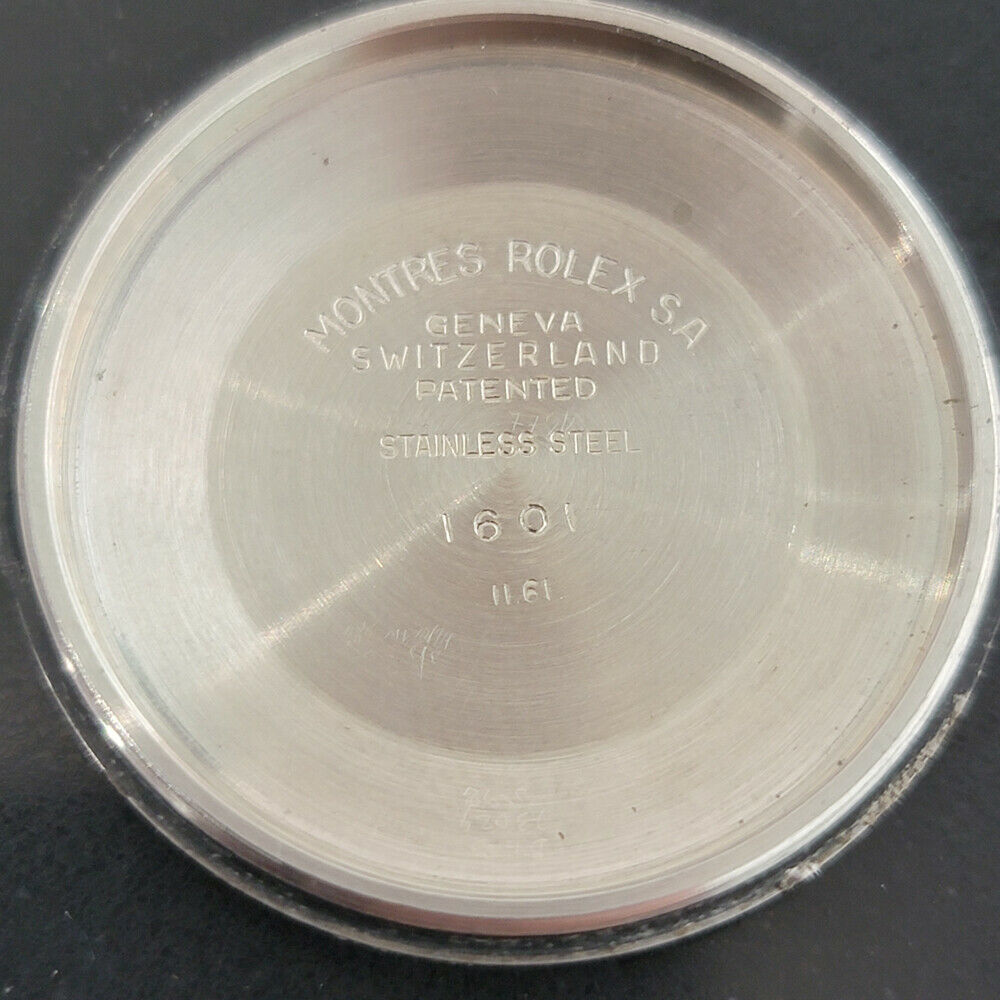 MONTRES ROLEX S.A
GENEVA
SWITZERLAND
PATENTED
STAINLESS STEEL
1601
II.61.